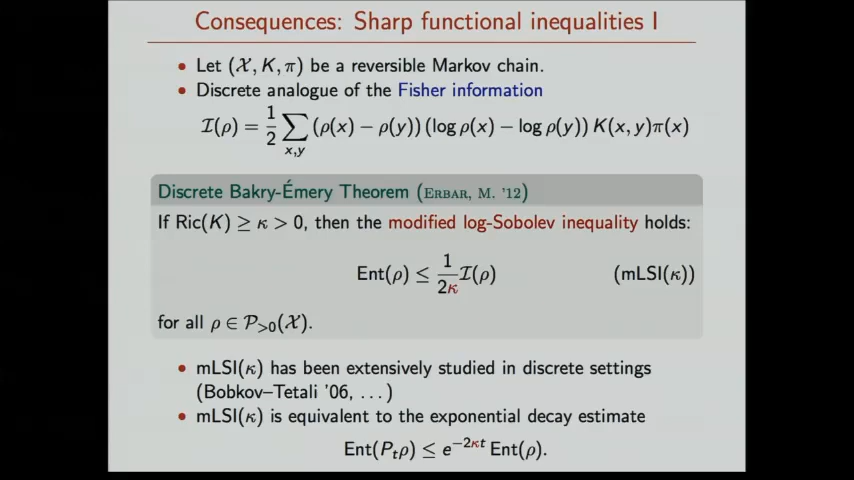 Consequences: Sharp functional inequalities I
• Let (𝒳, K, π) be a reversible Markov chain.
• Discrete analogue of the Fisher information
ℐ(ρ) = 1/2 ∑_{x,y} (ρ(x) − ρ(y)) (log ρ(x) − log ρ(y)) K(x, y)π(x)
Discrete Bakry-Émery Theorem (Erbar, M. '12)
If Ric(K) ≥ κ > 0, then the modified log-Sobolev inequality holds:
Ent(ρ) ≤ 1/2κ ℐ(ρ) (mLSI(κ))
for all ρ ∈ 𝒫_{>0}(𝒳).
• mLSI(κ) has been extensively studied in discrete settings
(Bobkov–Tetali '06, ...)
• mLSI(κ) is equivalent to the exponential decay estimate
Ent(P_tρ) ≤ e^{−2κt} Ent(ρ).